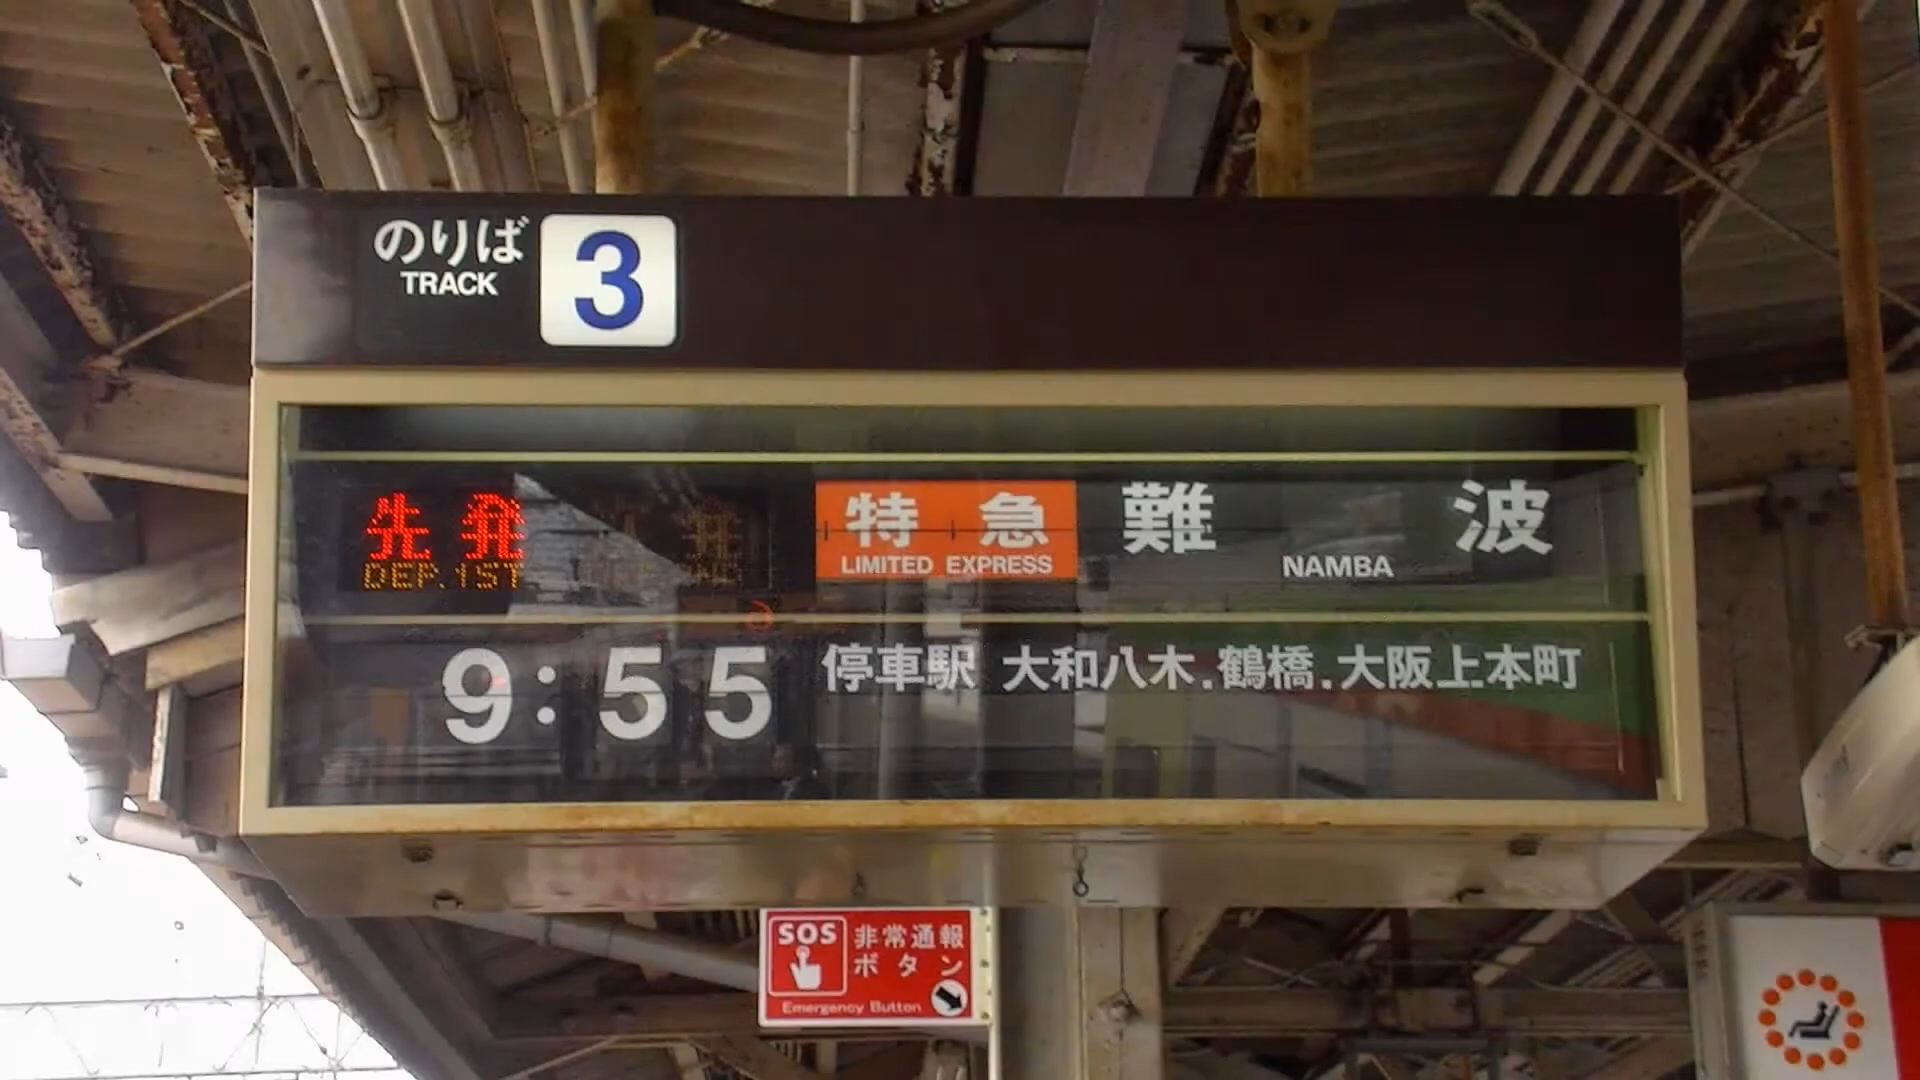 のりば
TRACK
3
先発
DEP.1ST
特急
LIMITED EXPRESS
難波
NAMBA
9:55
停車駅 大和八木.鶴橋.大阪上本町
SOS
非常通報
ボタン
Emergency Button